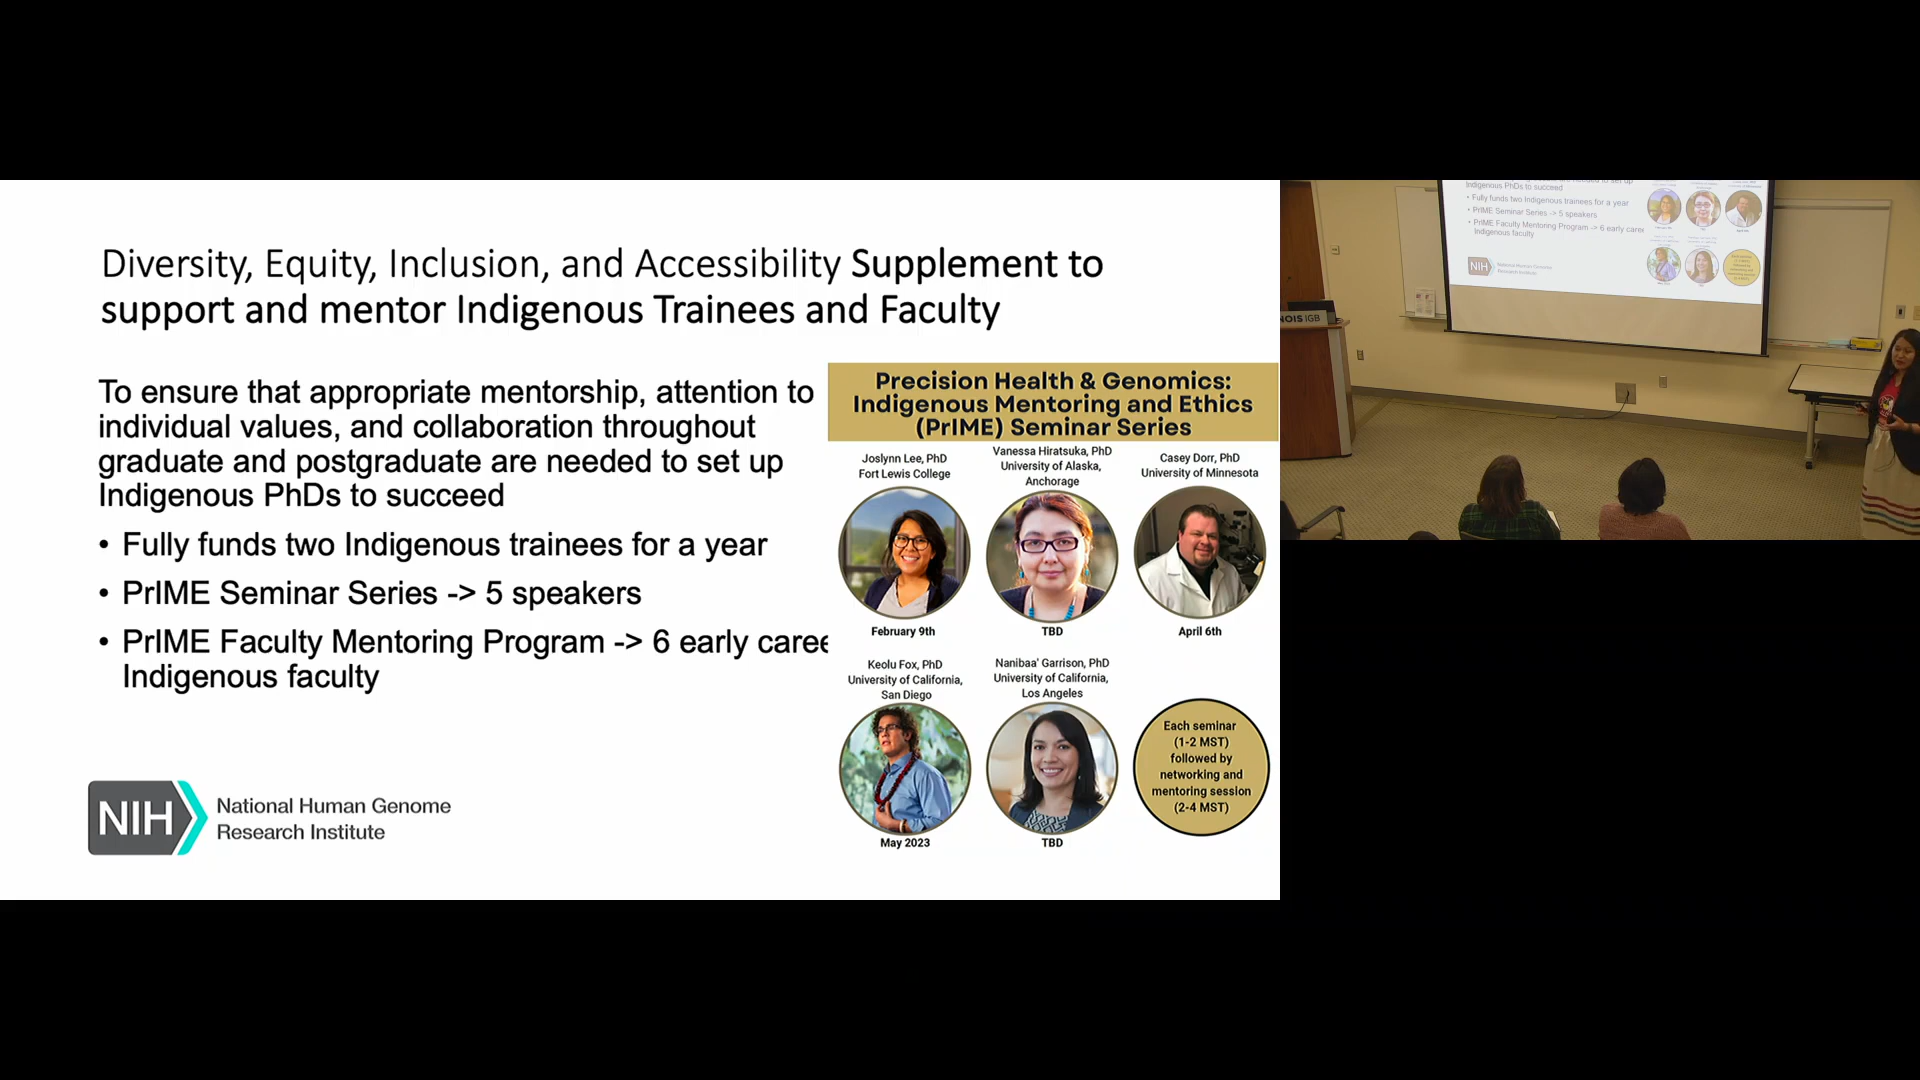 Diversity, Equity, Inclusion, and Accessibility Supplement to
support and mentor Indigenous Trainees and Faculty
To ensure that appropriate mentorship, attention to
individual values, and collaboration throughout
graduate and postgraduate are needed to set up
Indigenous PhDs to succeed
• Fully funds two Indigenous trainees for a year
• PrIME Seminar Series -> 5 speakers
• PrIME Faculty Mentoring Program -> 6 early caree
Indigenous faculty
NIH
National Human Genome
Research Institute
Precision Health & Genomics:
Indigenous Mentoring and Ethics
(PrIME) Seminar Series
Joslynn Lee, PhD
Fort Lewis College
February 9th
Vanessa Hiratsuka, PhD
University of Alaska,
Anchorage
TBD
Casey Dorr, PhD
University of Minnesota
April 6th
Keolu Fox, PhD
University of California,
San Diego
May 2023
Nanibaa' Garrison, PhD
University of California,
Los Angeles
TBD
Each seminar
(1-2 MST)
followed by
networking and
mentoring session
(2-4 MST)
Indigenous PhDs to succeed
• Fully funds two Indigenous trainees for a year
• PrIME Seminar Series -> 5 speakers
• PrIME Faculty Mentoring Program -> 6 early caree
Indigenous faculty
NIH
National Human Genome
Research Institute
NOIS IGB